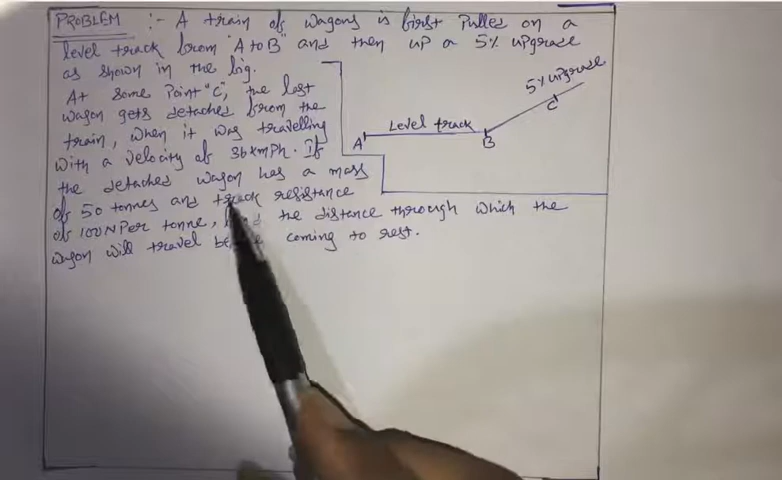 PROBLEM :- A train of wagons is first pulled on a
level track from "A to B" and then up a 5% upgrade
as shown in the fig.
At some Point "C", the last
wagon gets detached from the
train, when it was travelling
with a velocity of 36kmph. If
the detached wagon has a mass
of 50 tonnes and track resistance
of 100N Per tonne, the distance through which the
wagon will travel coming to rest.
A
Level track
B
C
5% upgrade